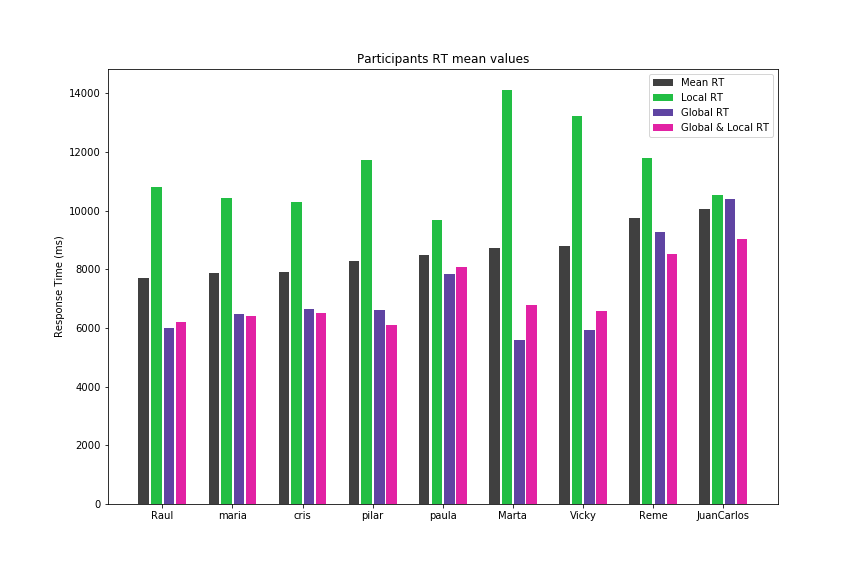 Participants RT mean values
Mean RT
Local RT
Global RT
Global & Local RT
Response Time (ms)
14000
12000
10000
8000
6000
4000
2000
0
Raul maria cris pilar paula Marta Vicky Reme JuanCarlos